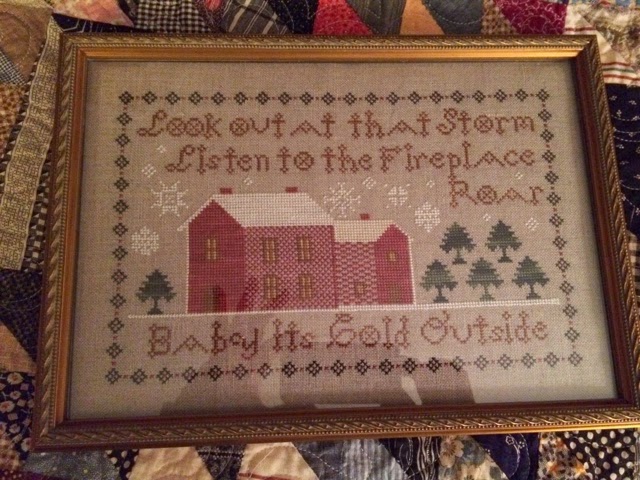 Look out at that Storm
Listen to the Fireplace
Roar
Baby Its Cold Outside